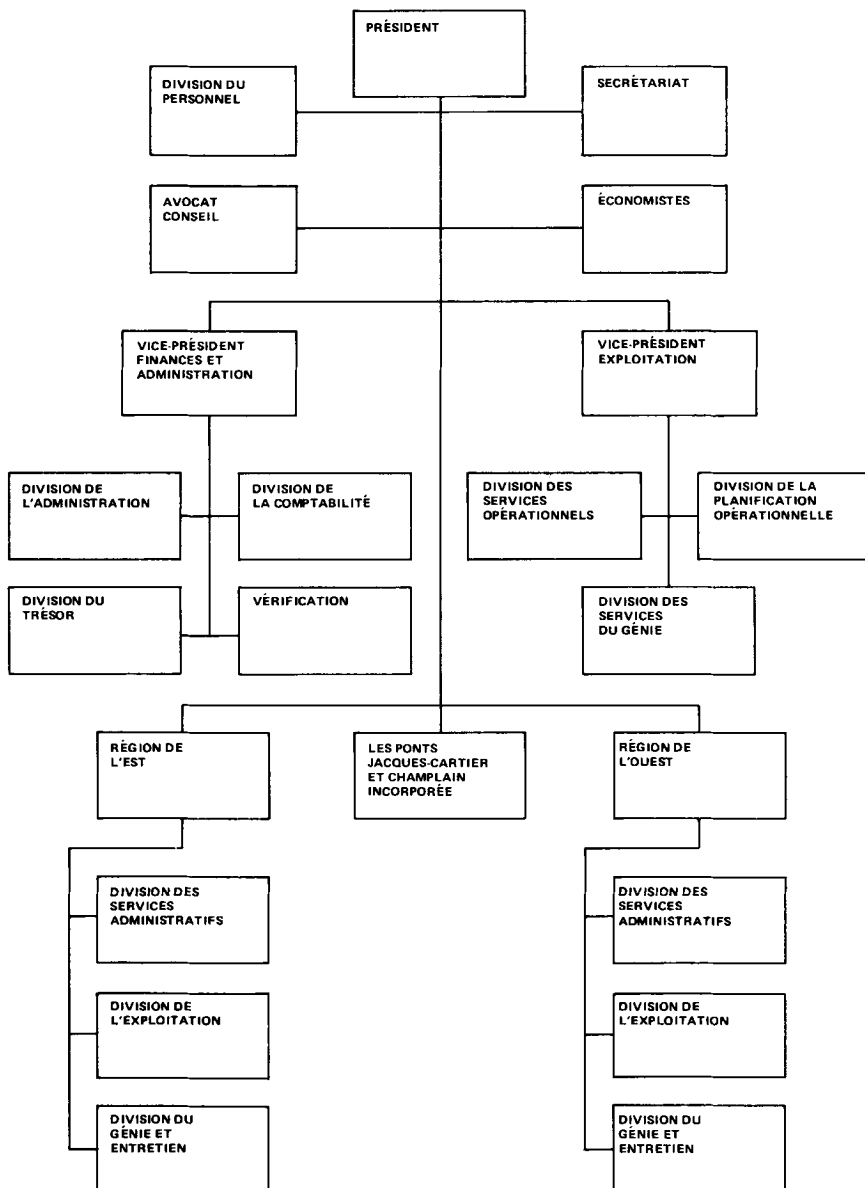 PRÉSIDENT
DIVISION DU
PERSONNEL
SECRÉTARIAT
AVOCAT
CONSEIL
ÉCONOMISTES
VICE-PRÉSIDENT
FINANCES ET
ADMINISTRATION
VICE-PRÉSIDENT
EXPLOITATION
DIVISION DE
L'ADMINISTRATION
DIVISION DE
LA COMPTABILITÉ
DIVISION DES
SERVICES
OPÉRATIONNELS
DIVISION DE LA
PLANIFICATION
OPÉRATIONNELLE
DIVISION DU
TRÉSOR
VÉRIFICATION
DIVISION DES
SERVICES
DU GÉNIE
RÉGION DE
L'EST
LES PONTS
JACQUES-CARTIER
ET CHAMPLAIN
INCORPORÉE
RÉGION DE
L'OUEST
DIVISION DES
SERVICES
ADMINISTRATIFS
DIVISION DES
SERVICES
ADMINISTRATIFS
DIVISION DE
L'EXPLOITATION
DIVISION DE
L'EXPLOITATION
DIVISION DU
GÉNIE ET
ENTRETIEN
DIVISION DU
GÉNIE ET
ENTRETIEN